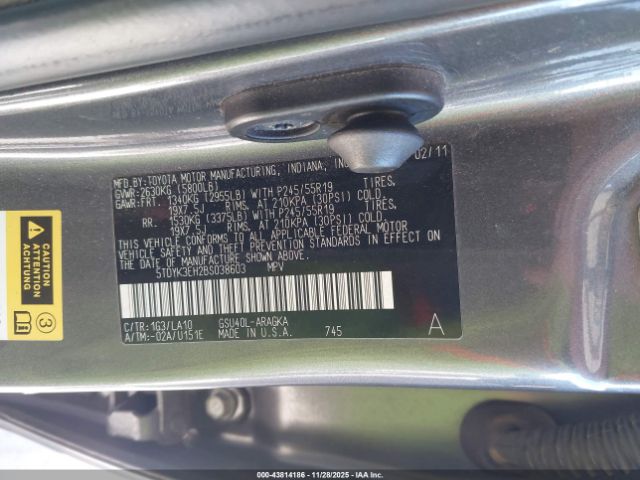 CAUTION
ATTENTION
ACHTUNG
3
02/11
MFD.BY:TOYOTA MOTOR MANUFACTURING, INDIANA, INC
GVWR:2630KG (5800LB)
GAWR:FRT. 1340KG (2955LB) WITH P245/55R19 TIRES.
19X7.5J RIMS. AT 210KPA (30PSI) COLD.
RR. 1530KG (3375LB) WITH P245/55R19 TIRES.
19X7.5J RIMS. AT 210KPA (30PSI) COLD.
THIS VEHICLE CONFORMS TO ALL APPLICABLE FEDERAL MOTOR
VEHICLE SAFETY AND THEFT PREVENTION STANDARDS IN EFFECT ON
THE DATE OF MANUFACTURE SHOWN ABOVE.
5TDYK3EH2BS038603 MPV
C/TR:1G3/LA10 GSU40L-ARAGKA
A/TM:-02A/U151E MADE IN U.S.A. 745 A
000-43814186 - 11/28/2025 - IAA, Inc.